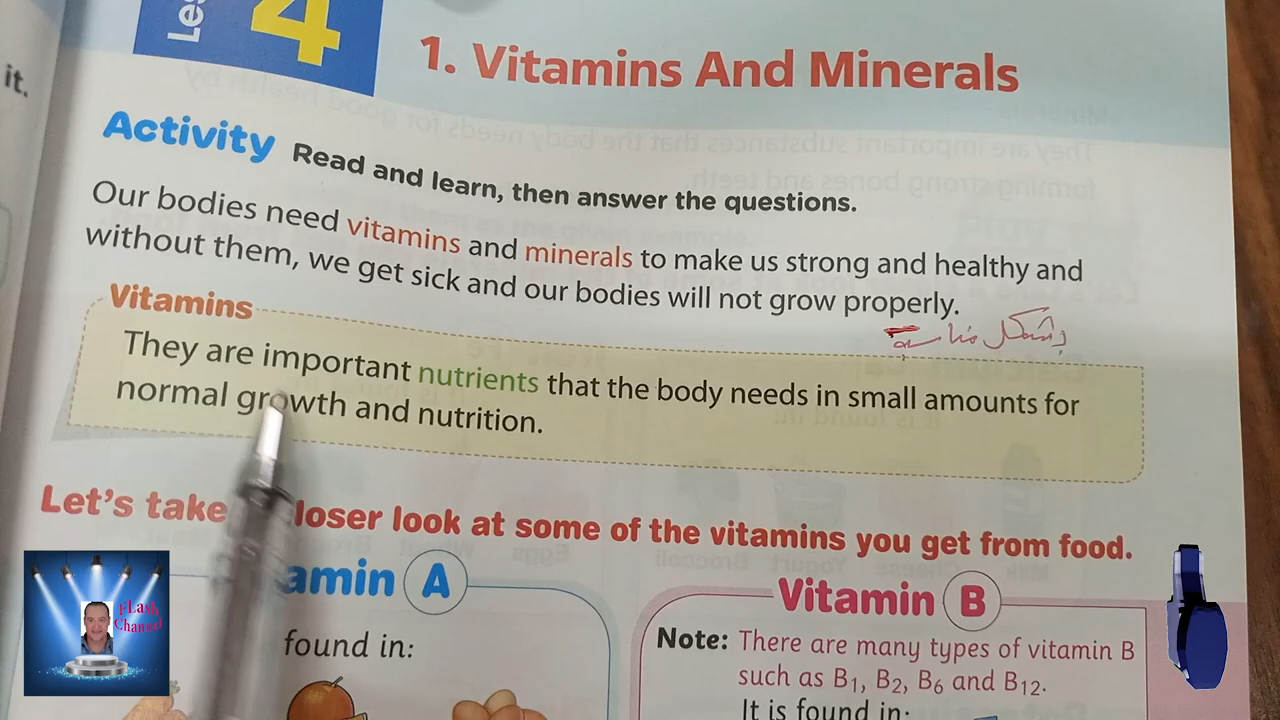 Les
4
it.
1. Vitamins And Minerals
Activity Read and learn, then answer the questions.
Our bodies need vitamins and minerals to make us strong and healthy and
without them, we get sick and our bodies will not grow properly.
بشكل مناسب
Vitamins
They are important nutrients that the body needs in small amounts for
normal growth and nutrition.
Let's take loser look at some of the vitamins you get from food.
amin A
found in:
Vitamin B
Note: There are many types of vitamin B
such as B1, B2, B6 and B12.
It is found in:
FLash
Channel